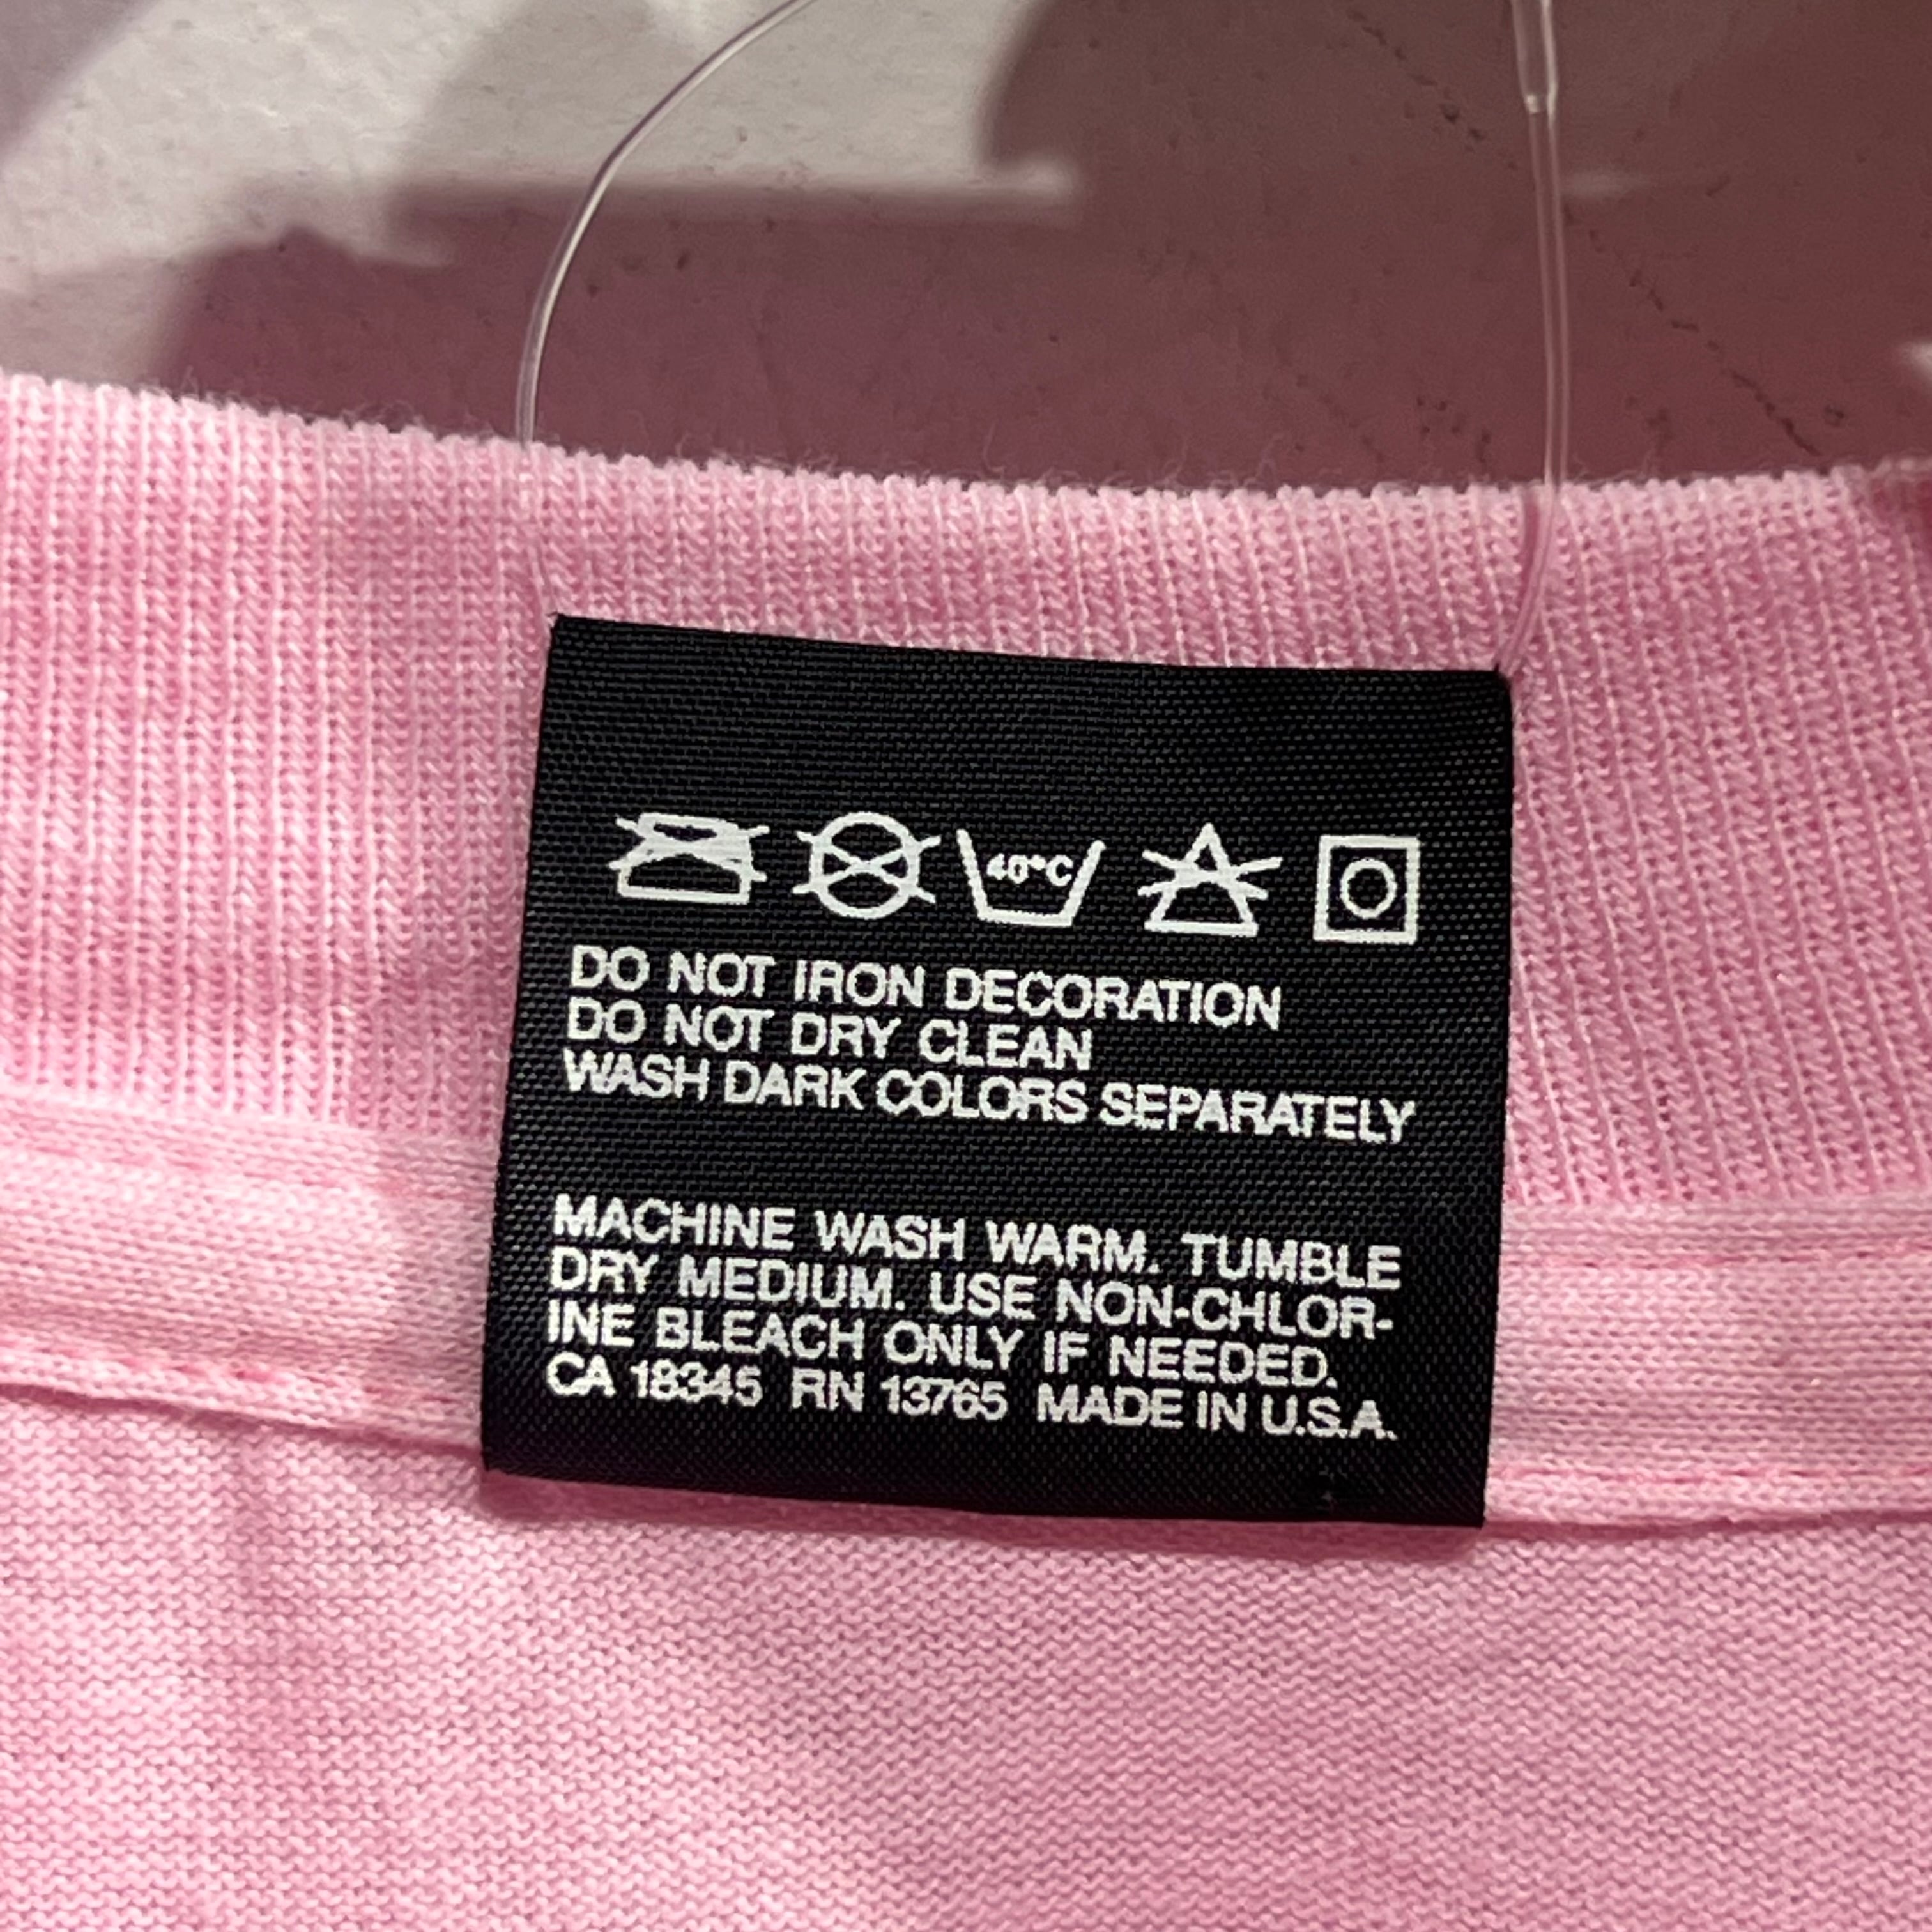 40°C
DO NOT IRON DECORATION
DO NOT DRY CLEAN
WASH DARK COLORS SEPARATELY
MACHINE WASH WARM. TUMBLE
DRY MEDIUM. USE NON-CHLOR-
INE BLEACH ONLY IF NEEDED.
CA 18345 RN 13765 MADE IN U.S.A.